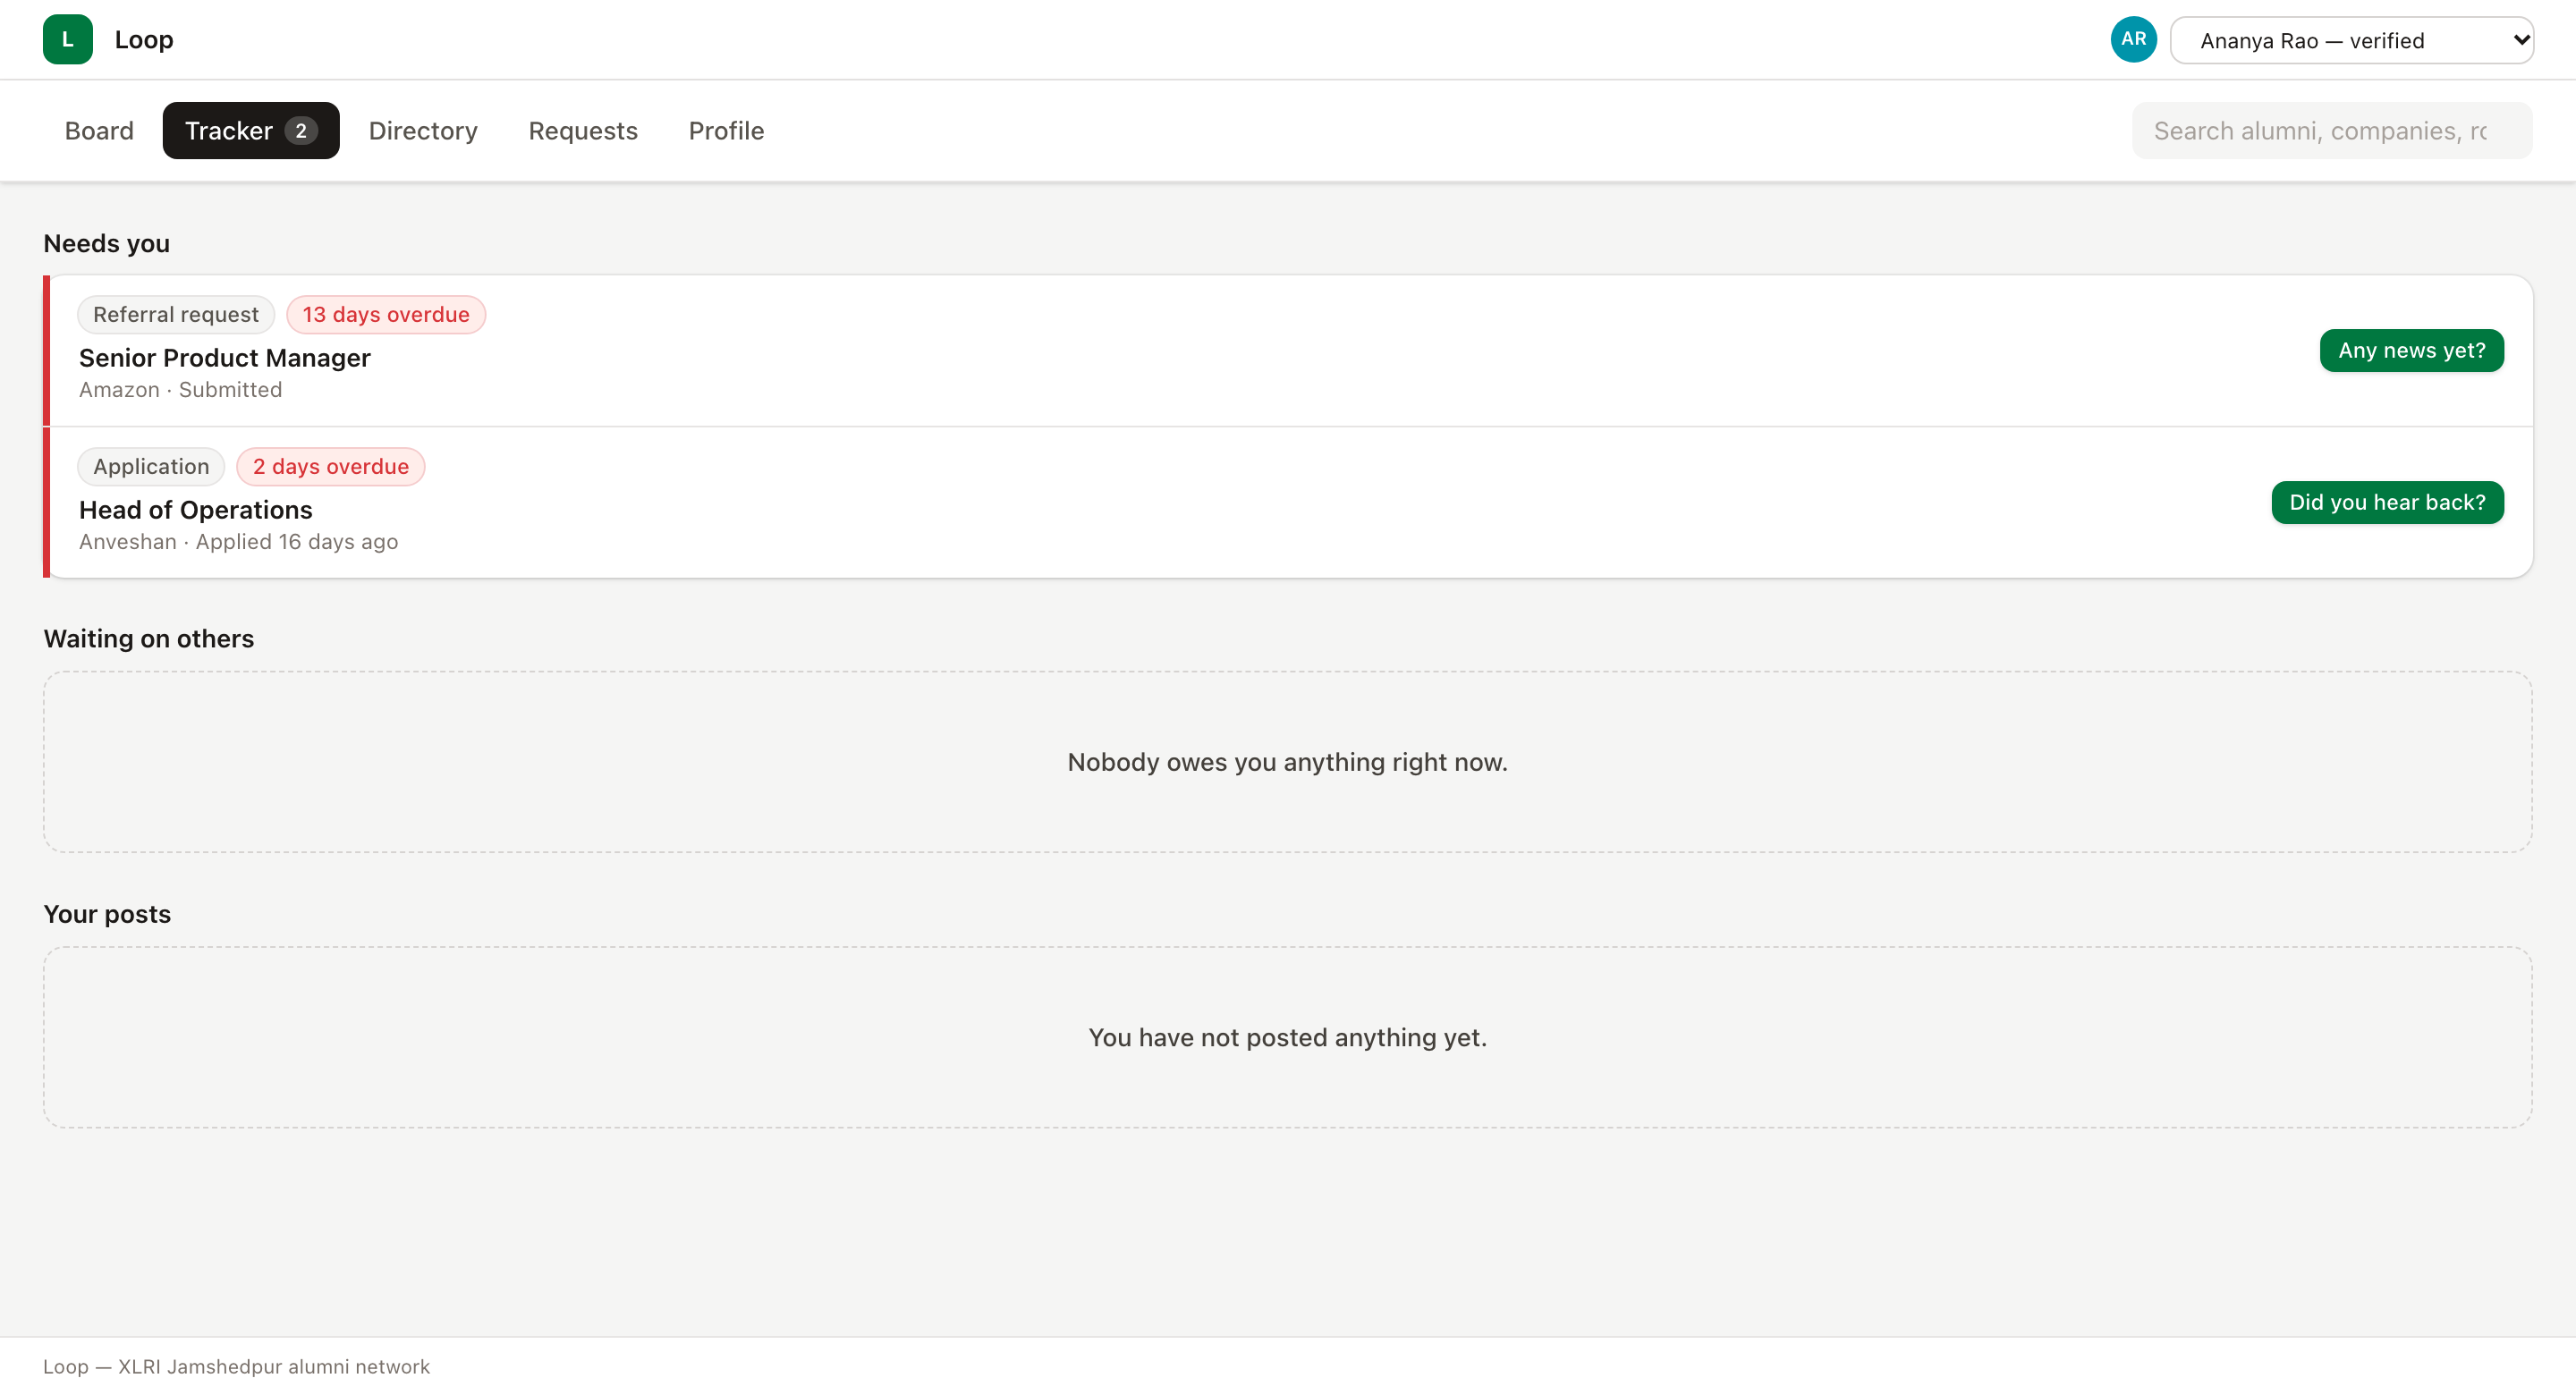 L Loop
AR Ananya Rao — verified
Board Tracker 2 Directory Requests Profile
Search alumni, companies, ro
Needs you
Referral request 13 days overdue
Senior Product Manager
Amazon · Submitted
Any news yet?
Application 2 days overdue
Head of Operations
Anveshan · Applied 16 days ago
Did you hear back?
Waiting on others
Nobody owes you anything right now.
Your posts
You have not posted anything yet.
Loop — XLRI Jamshedpur alumni network